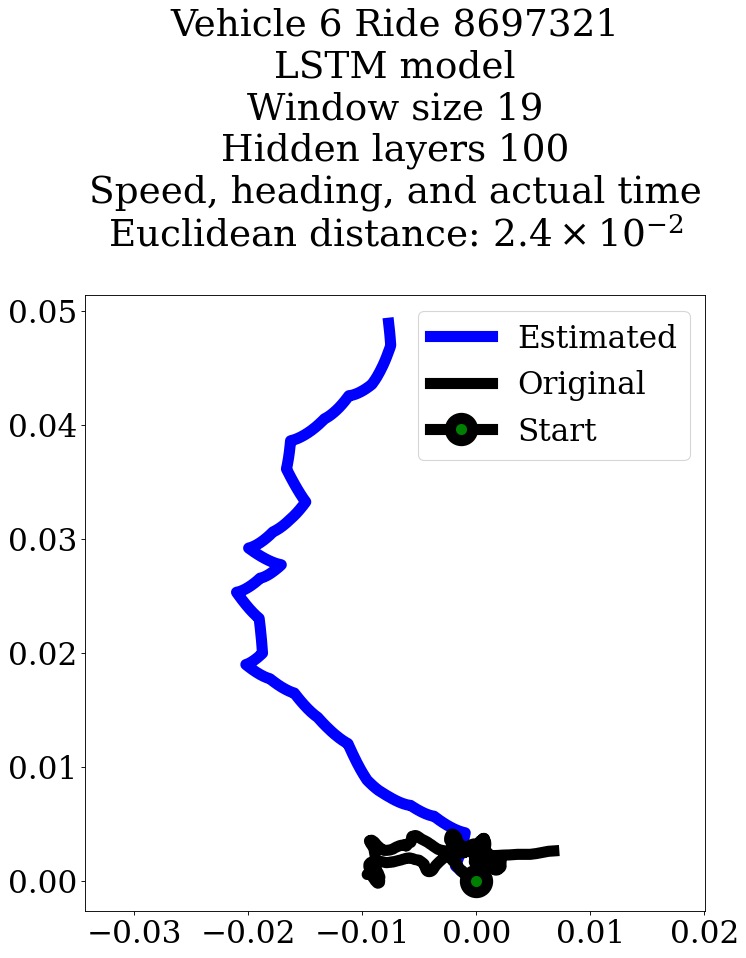 Vehicle 6 Ride 8697321
LSTM model
Window size 19
Hidden layers 100
Speed, heading, and actual time
Euclidean distance: 2.4 × 10⁻²
0.05
0.04
0.03
0.02
0.01
0.00
Estimated
Original
Start
−0.03 −0.02 −0.01 0.00 0.01 0.02